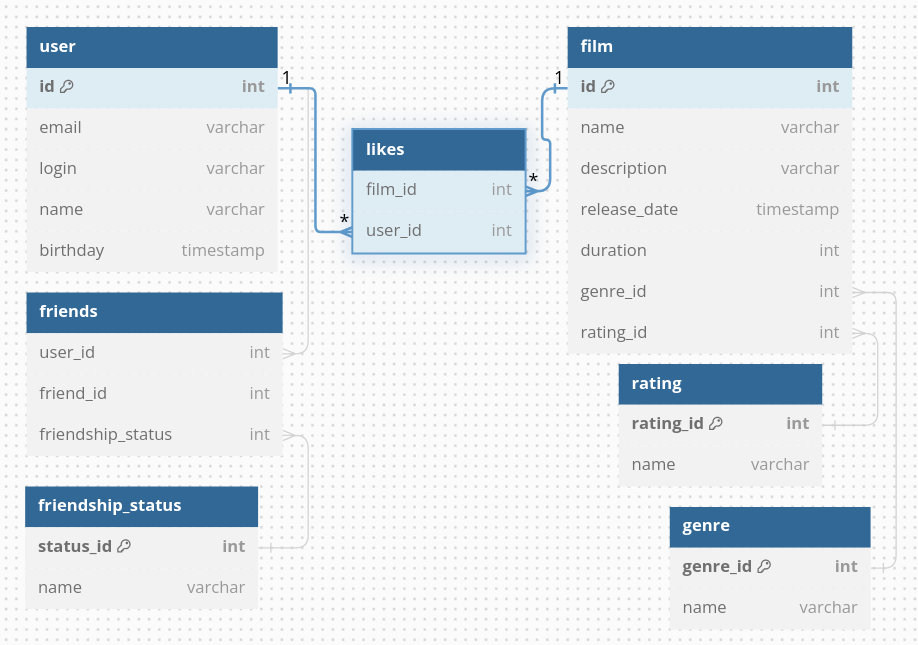 user
id int
email varchar
login varchar
name varchar
birthday timestamp
friends
user_id int
friend_id int
friendship_status int
friendship_status
status_id int
name varchar
1
*
likes
film_id int
user_id int
1
*
film
id int
name varchar
description varchar
release_date timestamp
duration int
genre_id int
rating_id int
rating
rating_id int
name varchar
genre
genre_id int
name varchar